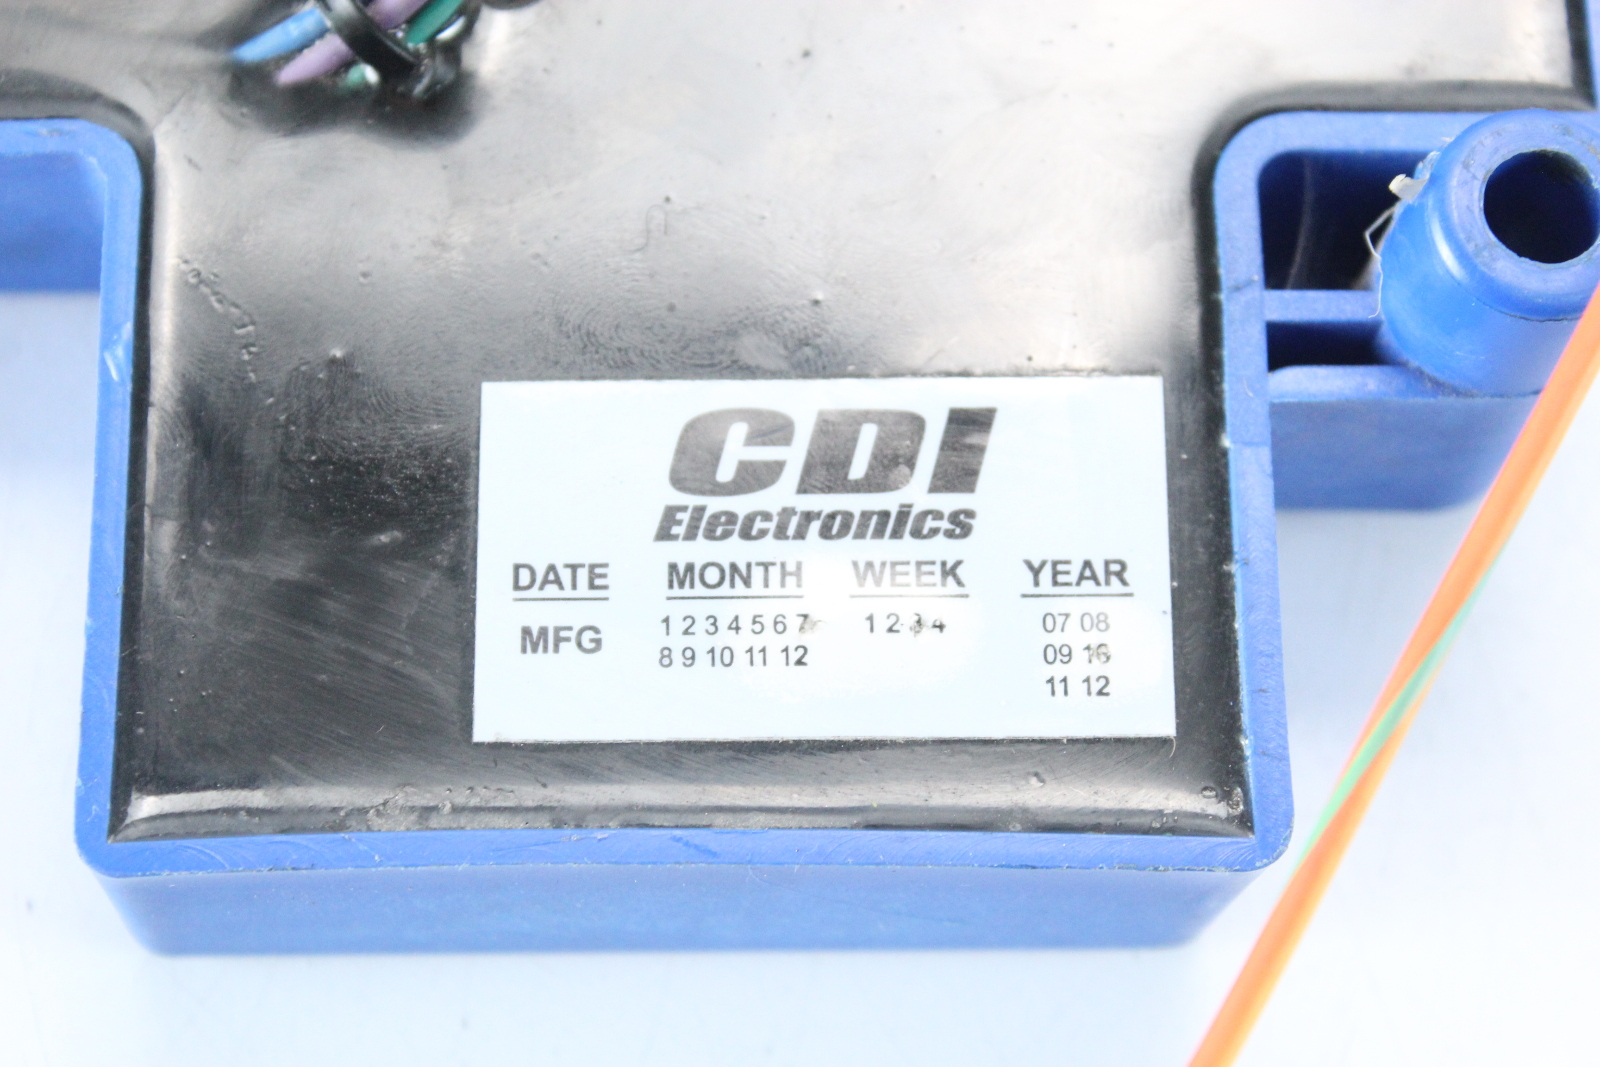 CDI
Electronics
DATE MONTH WEEK YEAR
MFG 1 2 3 4 5 6 7 1 2 3 4 07 08
8 9 10 11 12 09 10
11 12